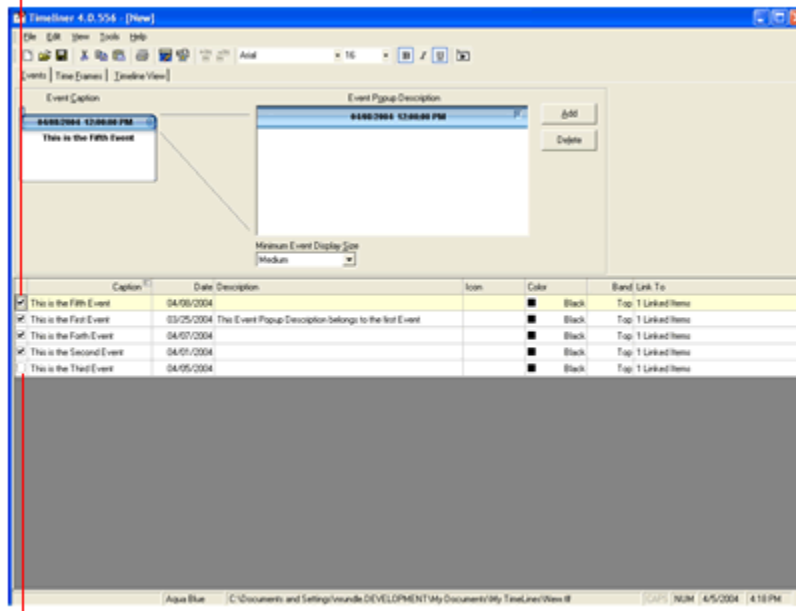 Timeliner 4.0.556 - [New]
File Edit View Tools Help
Arial 16 B I U
Events Time Frames Timeline View
Event Caption
Event Popup Description
04/08/2004 12:00:00 PM
04/08/2004 12:00:00 PM
Add
This is the Fifth Event
Delete
Minimum Event Display Size
Medium
Caption Date Description Icon Color Band Link To
This is the Fifth Event 04/08/2004 Black Top 1 Linked Items
This is the First Event 03/25/2004 This Event Popup Description belongs to the first Event Black Top 1 Linked Items
This is the Forth Event 04/07/2004 Black Top 1 Linked Items
This is the Second Event 04/01/2004 Black Top 1 Linked Items
This is the Third Event 04/05/2004 Black Top 1 Linked Items
Aqua Blue C:\Documents and Settings\vrundle.DEVELOPMENT\My Documents\My TimeLines\New.tlf CAPS NUM 4/5/2004 4:18 PM